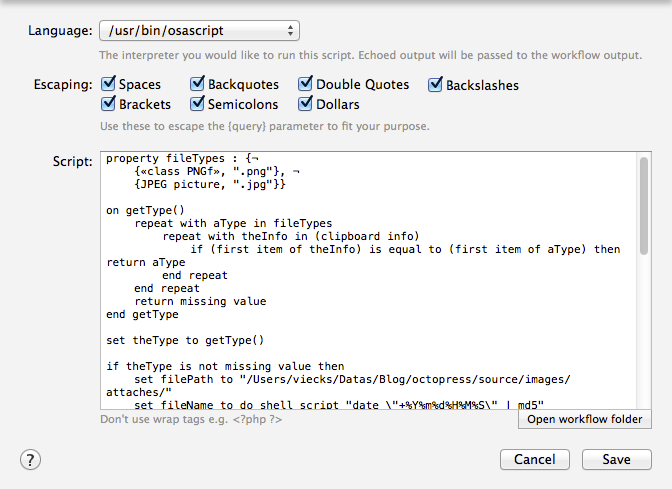 Language: /usr/bin/osascript
The interpreter you would like to run this script. Echoed output will be passed to the workflow output.
Escaping: Spaces Backquotes Double Quotes Backslashes
Brackets Semicolons Dollars
Use these to escape the {query} parameter to fit your purpose.
Script:
property fileTypes : {¬
{«class PNGf», ".png"}, ¬
{JPEG picture, ".jpg"}}
on getType()
repeat with aType in fileTypes
repeat with theInfo in (clipboard info)
if (first item of theInfo) is equal to (first item of aType) then
return aType
end repeat
end repeat
return missing value
end getType
set theType to getType()
if theType is not missing value then
set filePath to "/Users/viecks/Datas/Blog/octopress/source/images/
attaches/"
set fileName to do shell script "date \"+%Y%m%d%H%M%S\" | md5"
Don't use wrap tags e.g. <?php ?>
Open workflow folder
? Cancel Save